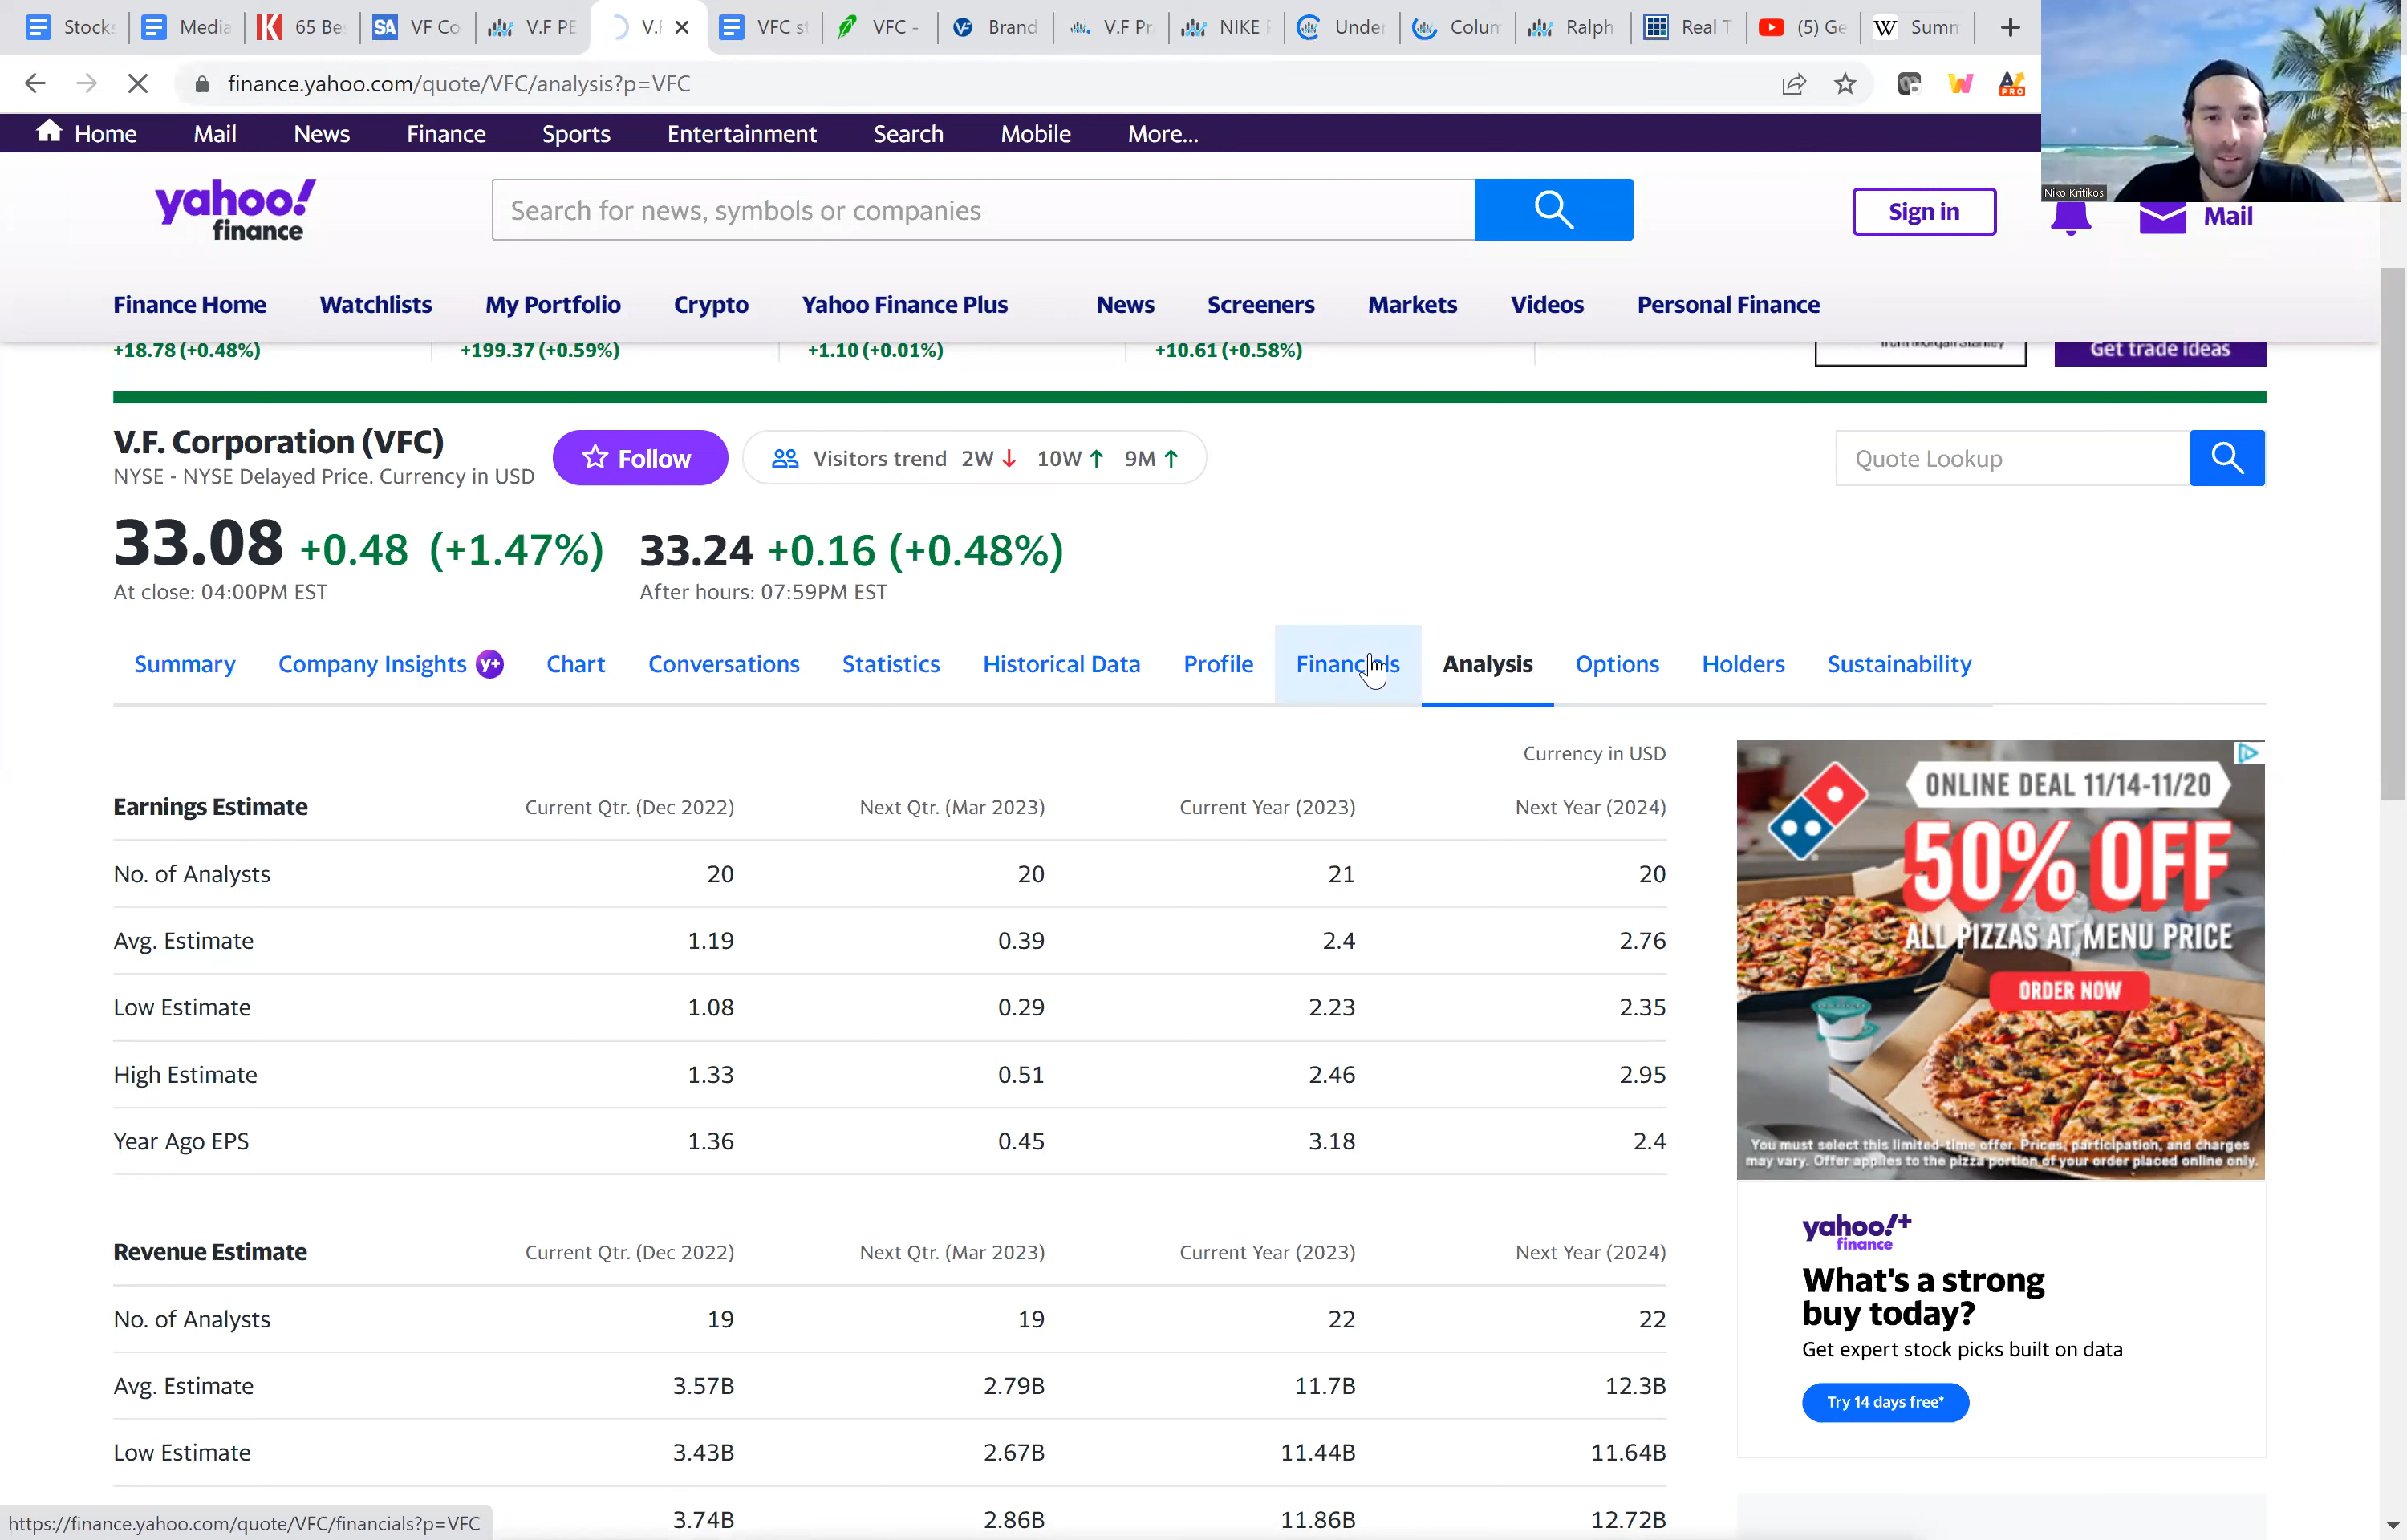 Stocks Media 65 Be SA VF Co V.F PE V. VFC st VFC - Brand V.F Pr NIKE Under Colum Ralph Real T (5) Ge W Summ
finance.yahoo.com/quote/VFC/analysis?p=VFC
PRO
Niko Kritikos
Home Mail News Finance Sports Entertainment Search Mobile More...
yahoo!
finance
Search for news, symbols or companies
Sign in
Mail
Finance Home Watchlists My Portfolio Crypto Yahoo Finance Plus News Screeners Markets Videos Personal Finance
+18.78 (+0.48%) +199.37 (+0.59%) +1.10 (+0.01%) +10.61 (+0.58%)
from Morgan Stanley
Get trade ideas
V.F. Corporation (VFC)
NYSE - NYSE Delayed Price. Currency in USD
Follow
Visitors trend 2W 10W 9M
Quote Lookup
33.08 +0.48 (+1.47%) 33.24 +0.16 (+0.48%)
At close: 04:00PM EST After hours: 07:59PM EST
Summary Company Insights y+ Chart Conversations Statistics Historical Data Profile Financials Analysis Options Holders Sustainability
Currency in USD
Earnings Estimate Current Qtr. (Dec 2022) Next Qtr. (Mar 2023) Current Year (2023) Next Year (2024)
No. of Analysts 20 20 21 20
Avg. Estimate 1.19 0.39 2.4 2.76
Low Estimate 1.08 0.29 2.23 2.35
High Estimate 1.33 0.51 2.46 2.95
Year Ago EPS 1.36 0.45 3.18 2.4
Revenue Estimate Current Qtr. (Dec 2022) Next Qtr. (Mar 2023) Current Year (2023) Next Year (2024)
No. of Analysts 19 19 22 22
Avg. Estimate 3.57B 2.79B 11.7B 12.3B
Low Estimate 3.43B 2.67B 11.44B 11.64B
3.74B 2.86B 11.86B 12.72B
ONLINE DEAL 11/14-11/20
50% OFF
ALL PIZZAS AT MENU PRICE
ORDER NOW
You must select this limited-time offer. Prices, participation, and charges
may vary. Offer applies to the pizza portion of your order placed online only.
yahoo!+
finance
What's a strong
buy today?
Get expert stock picks built on data
Try 14 days free*
https://finance.yahoo.com/quote/VFC/financials?p=VFC